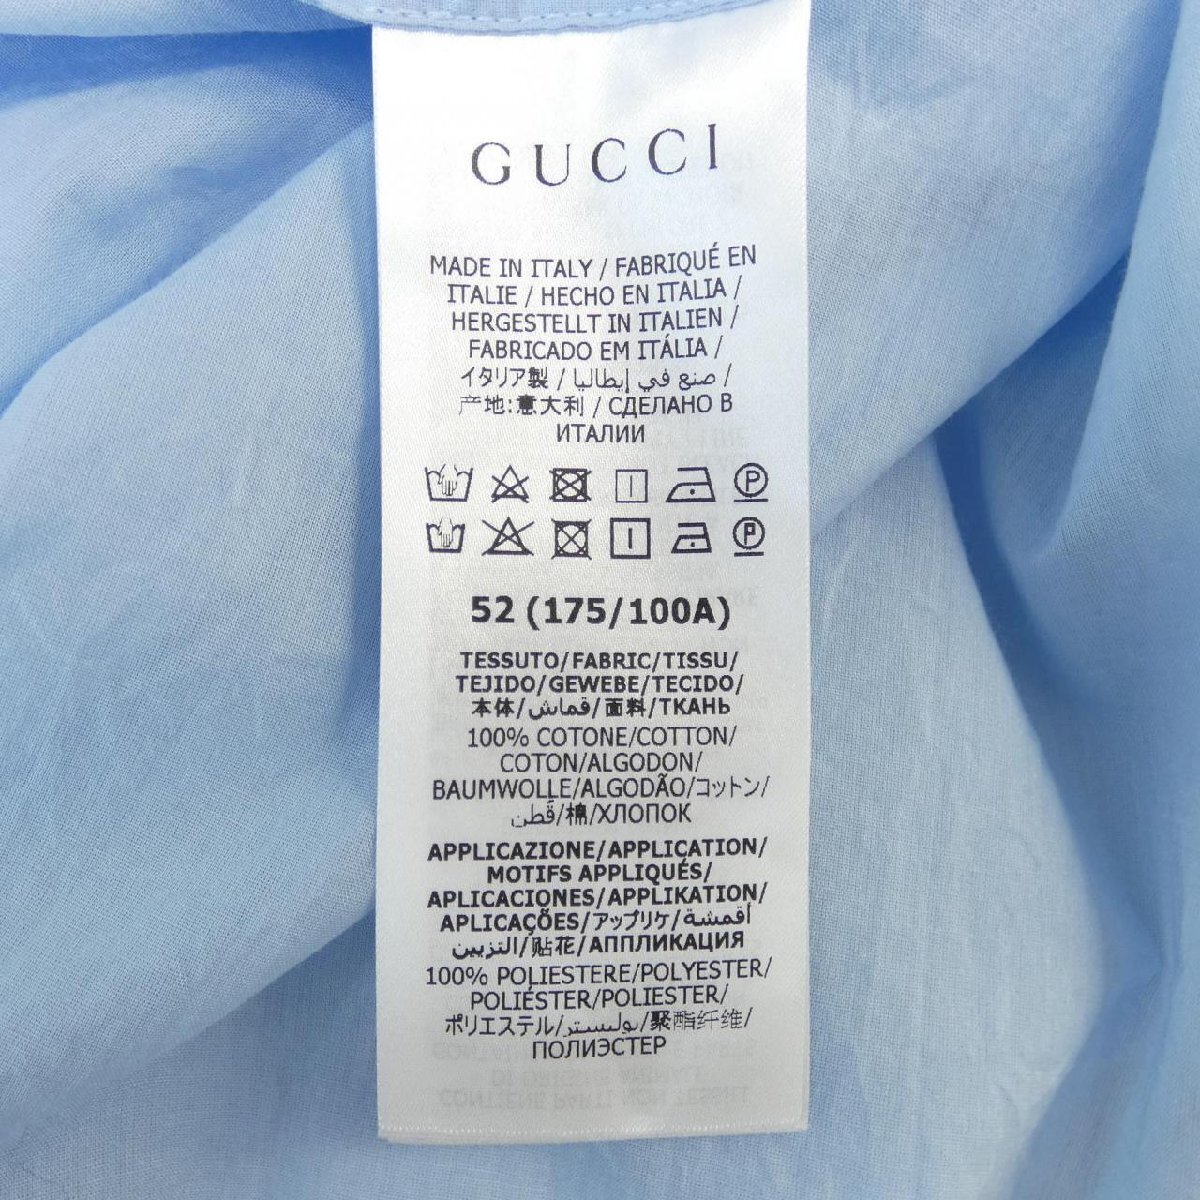 GUCCI
MADE IN ITALY / FABRIQUÉ EN
ITALIE / HECHO EN ITALIA /
HERGESTELLT IN ITALIEN /
FABRICADO EM ITÁLIA /
イタリア製 / صنع في إيطاليا /
产地:意大利 / СДЕЛАНО В
ИТАЛИИ
P
P
52 (175/100A)
TESSUTO/FABRIC/TISSU/
TEJIDO/GEWEBE/TECIDO/
本体/قماش/面料/ТКАНЬ
100% COTONE/COTTON/
COTON/ALGODON/
BAUMWOLLE/ALGODÃO/コットン/
قطن/棉/ХЛОПОК
APPLICAZIONE/APPLICATION/
MOTIFS APPLIQUÉS/
APLICACIONES/APPLIKATION/
APLICAÇÕES/アップリケ/أقمشة
التزيين/贴花/АППЛИКАЦИЯ
100% POLIESTERE/POLYESTER/
POLIÉSTER/POLIESTER/
ポリエステル/بوليستر/聚酯纤维/
ПОЛИЭСТЕР